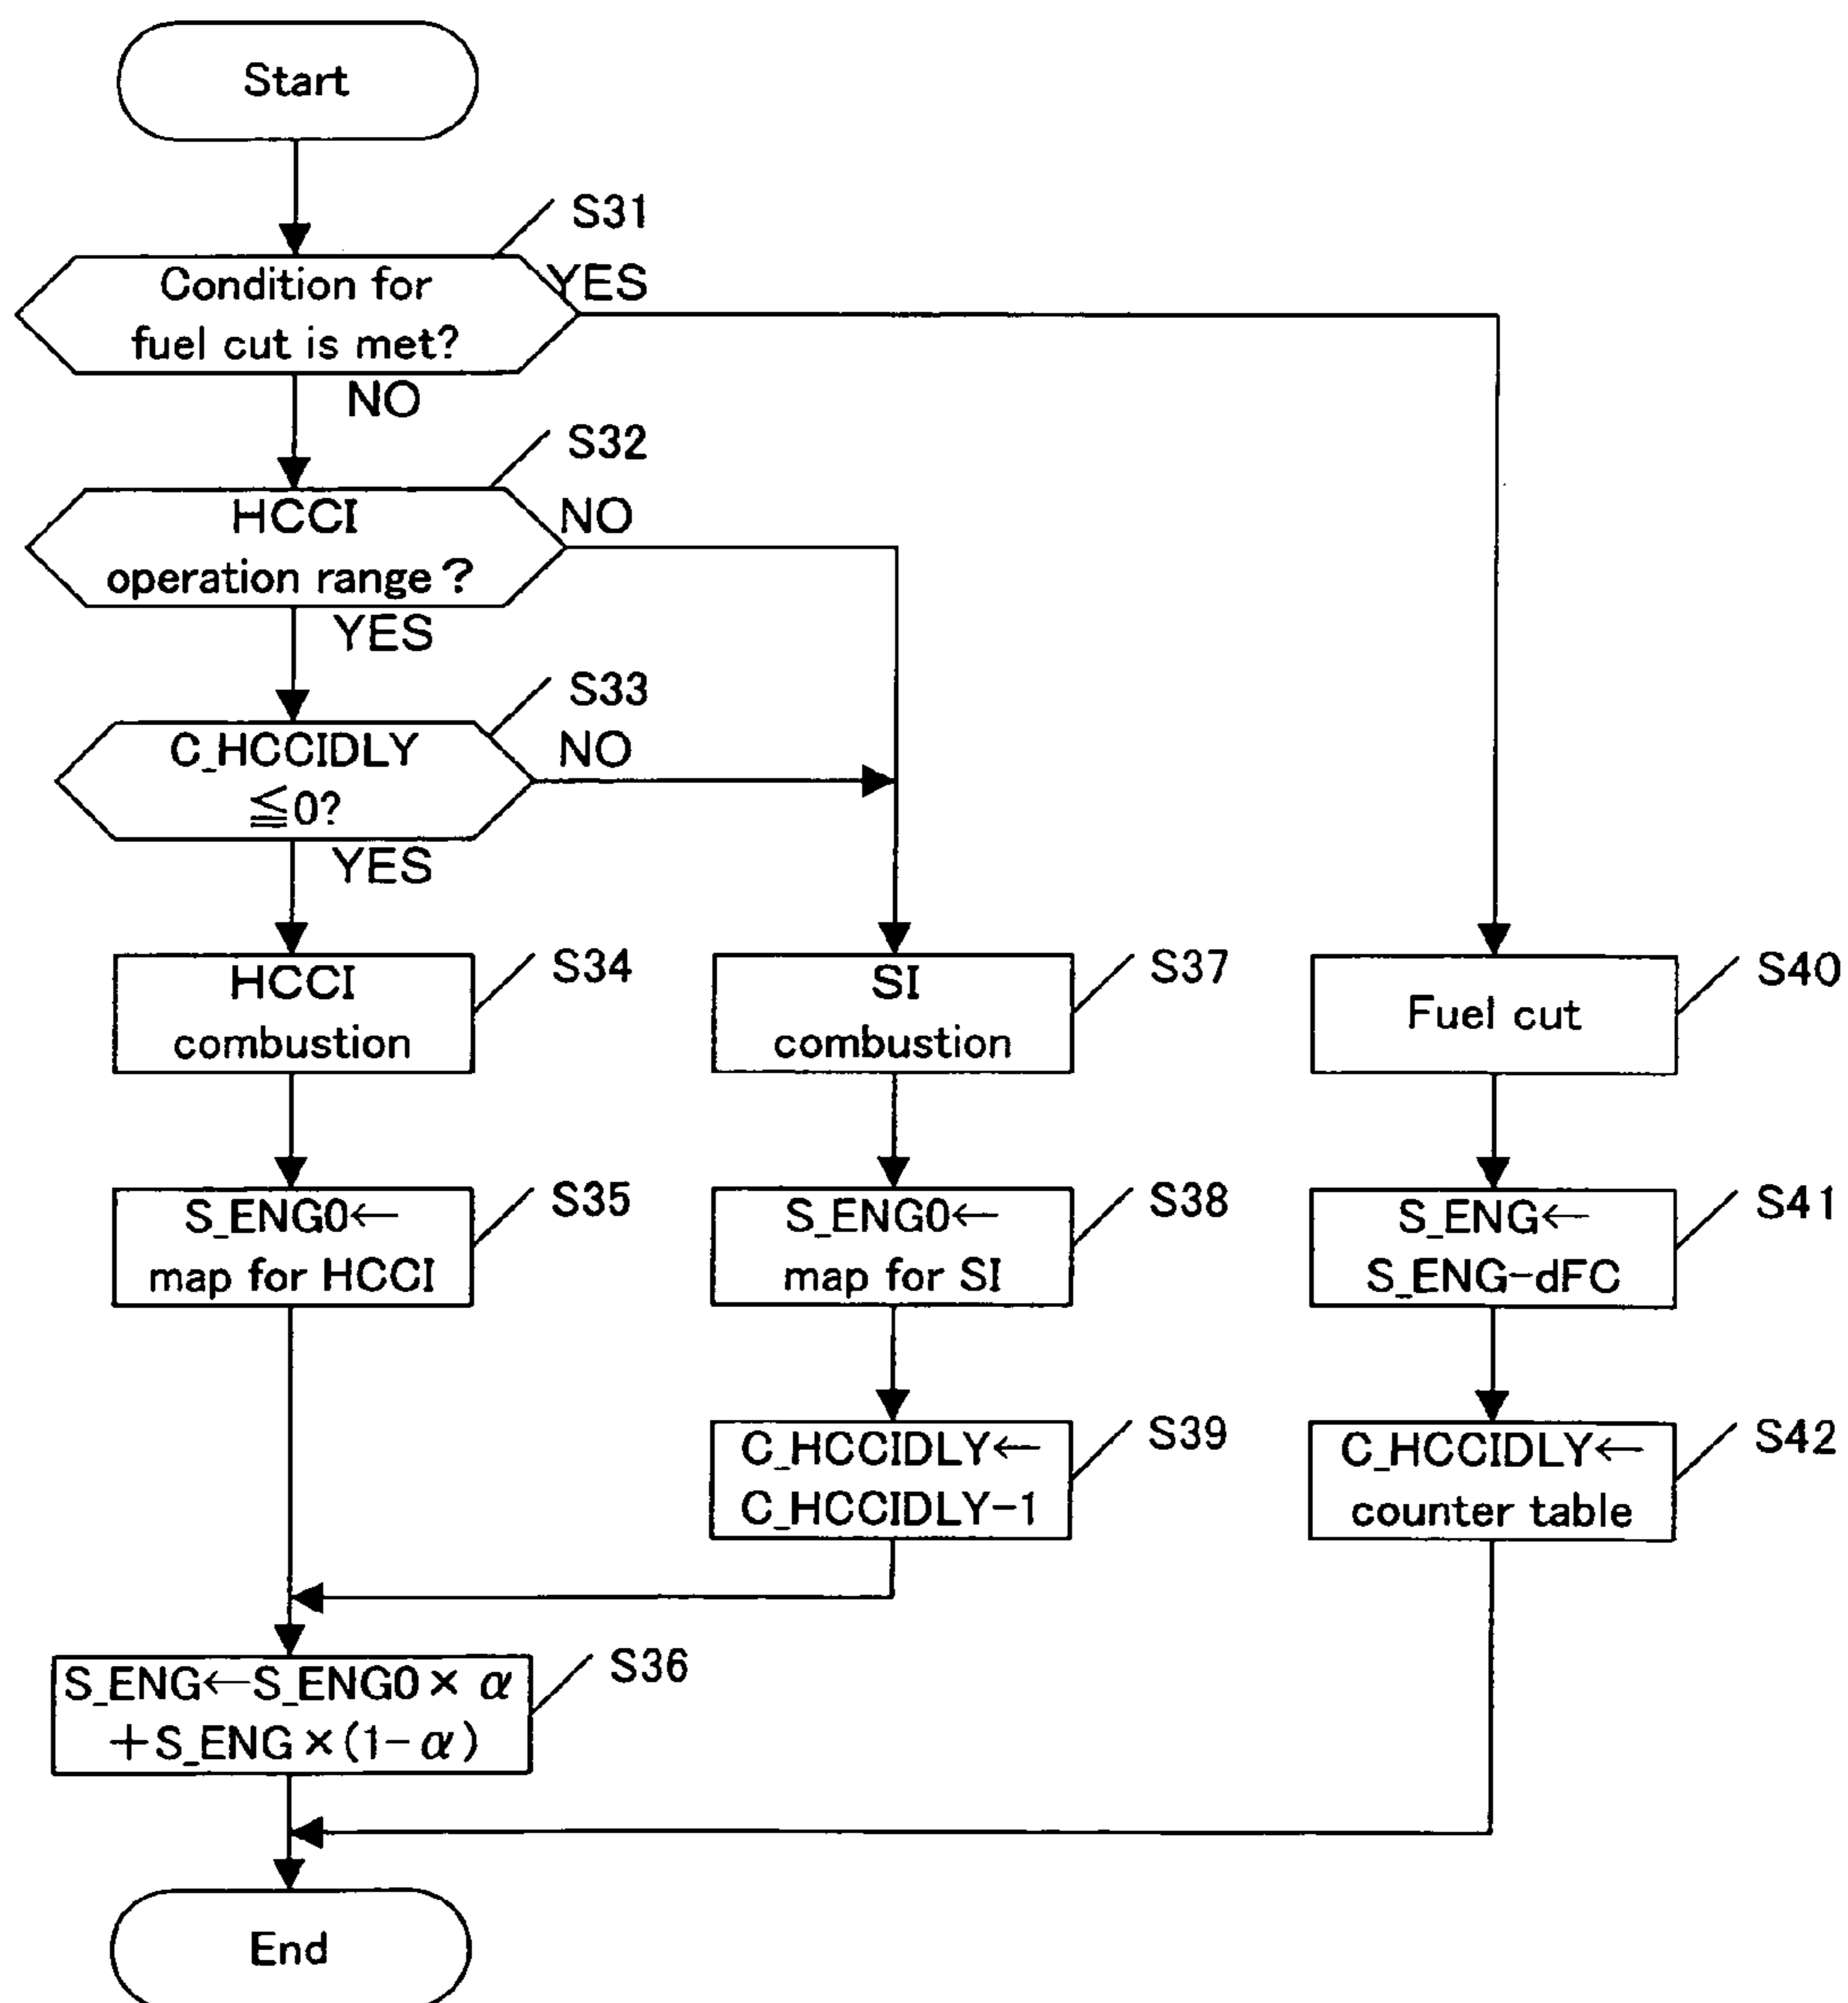 Start
S31
Condition for
fuel cut is met?
YES
NO
S32
HCCI
operation range?
NO
YES
S33
C_HCCIDLY
≦0?
NO
YES
HCCI
combustion
S34
SI
combustion
S37
Fuel cut
S40
S_ENG0←
map for HCCI
S35
S_ENG0←
map for SI
S38
S_ENG←
S_ENG-dFC
S41
C_HCCIDLY←
C_HCCIDLY-1
S39
C_HCCIDLY←
counter table
S42
S_ENG←S_ENG0× α
+S_ENG×(1-α)
S36
End